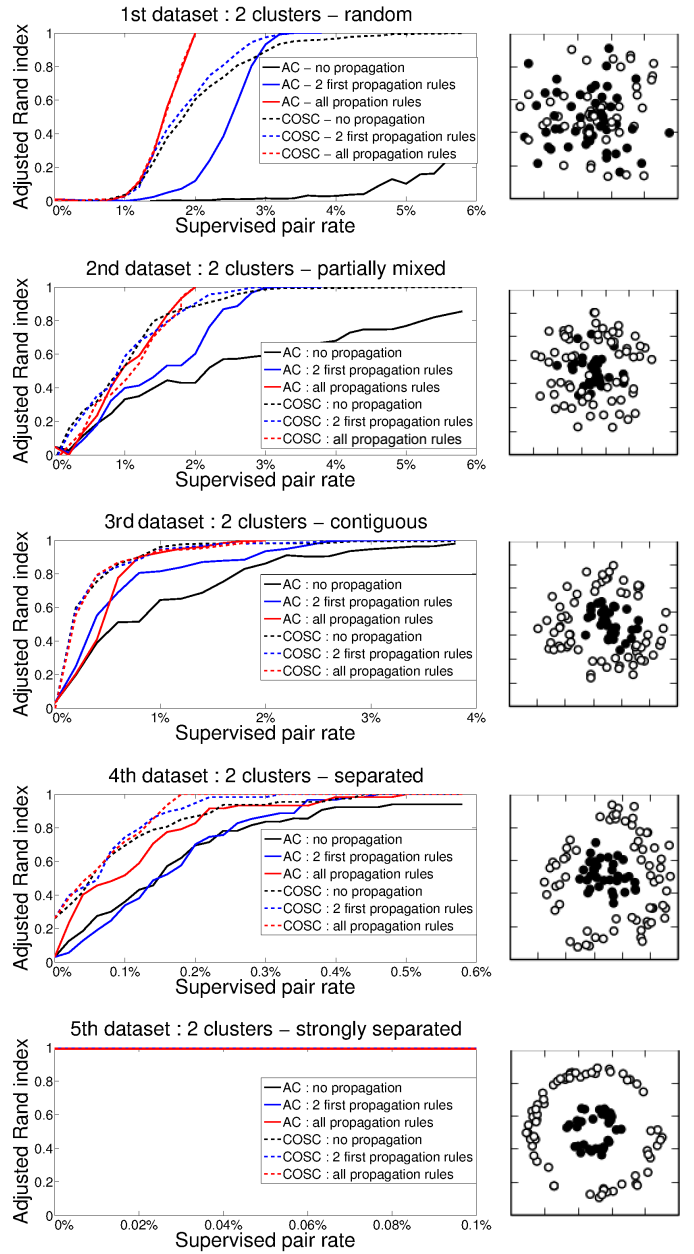 1st dataset : 2 clusters − random
Adjusted Rand index
1
0.8
0.6
0.4
0.2
0
AC − no propagation
AC − 2 first propagation rules
AC − all propation rules
COSC − no propagation
COSC − 2 first propagation rules
COSC − all propagation rules
0% 1% 2% 3% 4% 5% 6%
Supervised pair rate
2nd dataset : 2 clusters − partially mixed
Adjusted Rand index
1
0.8
0.6
0.4
0.2
0
AC : no propagation
AC : 2 first propagation rules
AC : all propagations rules
COSC : no propagation
COSC : 2 first propagation rules
COSC : all propagation rules
0% 1% 2% 3% 4% 5% 6%
Supervised pair rate
3rd dataset : 2 clusters − contiguous
Adjusted Rand index
1
0.8
0.6
0.4
0.2
0
AC : no propagation
AC : 2 first propagation rules
AC : all propagation rules
COSC : no propagation
COSC : 2 first propagation rules
COSC : all propagation rules
0% 1% 2% 3% 4%
Supervised pair rate
4th dataset : 2 clusters − separated
Adjusted Rand index
1
0.8
0.6
0.4
0.2
0
AC : no propagation
AC : 2 first propagation rules
AC : all propagation rules
COSC : no propagation
COSC : 2 first propagation rules
COSC : all propagation rules
0% 0.1% 0.2% 0.3% 0.4% 0.5% 0.6%
Supervised pair rate
5th dataset : 2 clusters − strongly separated
Adjusted Rand index
1
0.8
0.6
0.4
0.2
0
AC : no propagation
AC : 2 first propagation rules
AC : all propagation rules
COSC : no propagation
COSC : 2 first propagation rules
COSC : all propagation rules
0% 0.02% 0.04% 0.06% 0.08% 0.1%
Supervised pair rate